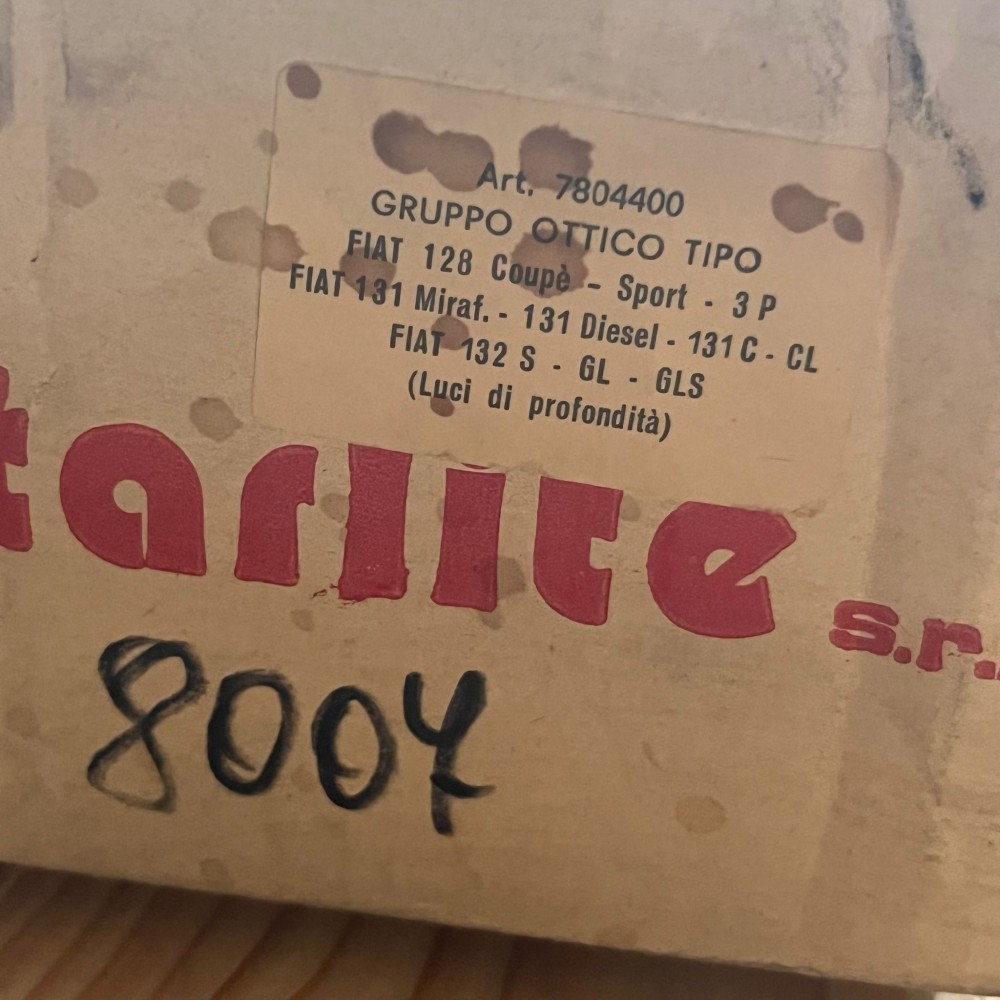 Art. 7804400
GRUPPO OTTICO TIPO
FIAT 128 Coupè - Sport - 3 P
FIAT 131 Miraf. - 131 Diesel - 131 C - CL
FIAT 132 S - GL - GLS
(Luci di profondità)
tarlite s.r.
8004